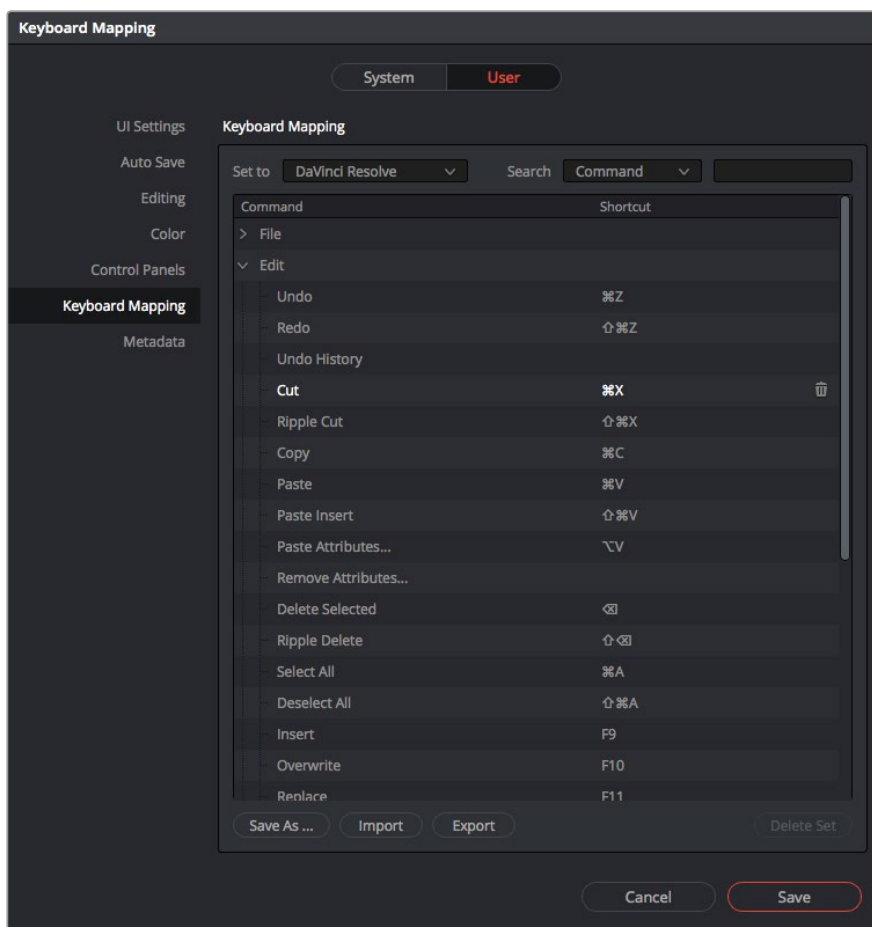 Keyboard Mapping
System User
UI Settings
Auto Save
Editing
Color
Control Panels
Keyboard Mapping
Metadata
Keyboard Mapping
Set to DaVinci Resolve Search Command
Command Shortcut
File
Edit
Undo ⌘Z
Redo ⇧⌘Z
Undo History
Cut ⌘X
Ripple Cut ⇧⌘X
Copy ⌘C
Paste ⌘V
Paste Insert ⇧⌘V
Paste Attributes... ⌥V
Remove Attributes...
Delete Selected ⌫
Ripple Delete ⇧⌫
Select All ⌘A
Deselect All ⇧⌘A
Insert F9
Overwrite F10
Replace F11
Save As ... Import Export Delete Set
Cancel Save